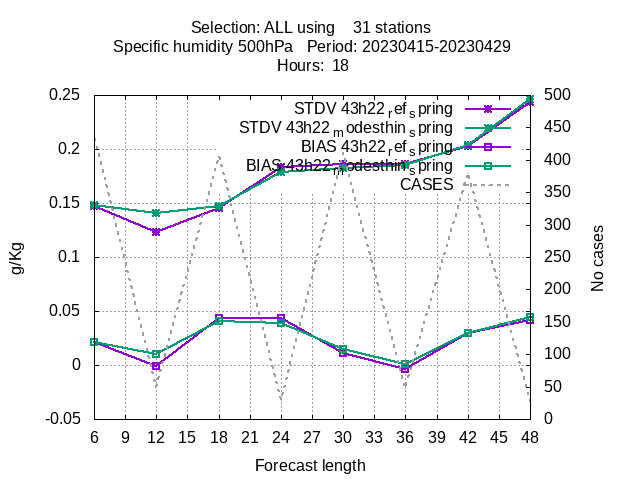 Selection: ALL using    31 stations
Specific humidity 500hPa   Period: 20230415-20230429
Hours:  18
STDV 43h22_ref_spring
STDV 43h22_modesthin_spring
BIAS 43h22_ref_spring
BIAS 43h22_modesthin_spring
CASES
0.25
0.2
0.15
0.1
0.05
0
-0.05
g/Kg
500
450
400
350
300
250
200
150
100
50
0
No cases
6 9 12 15 18 21 24 27 30 33 36 39 42 45 48
Forecast length